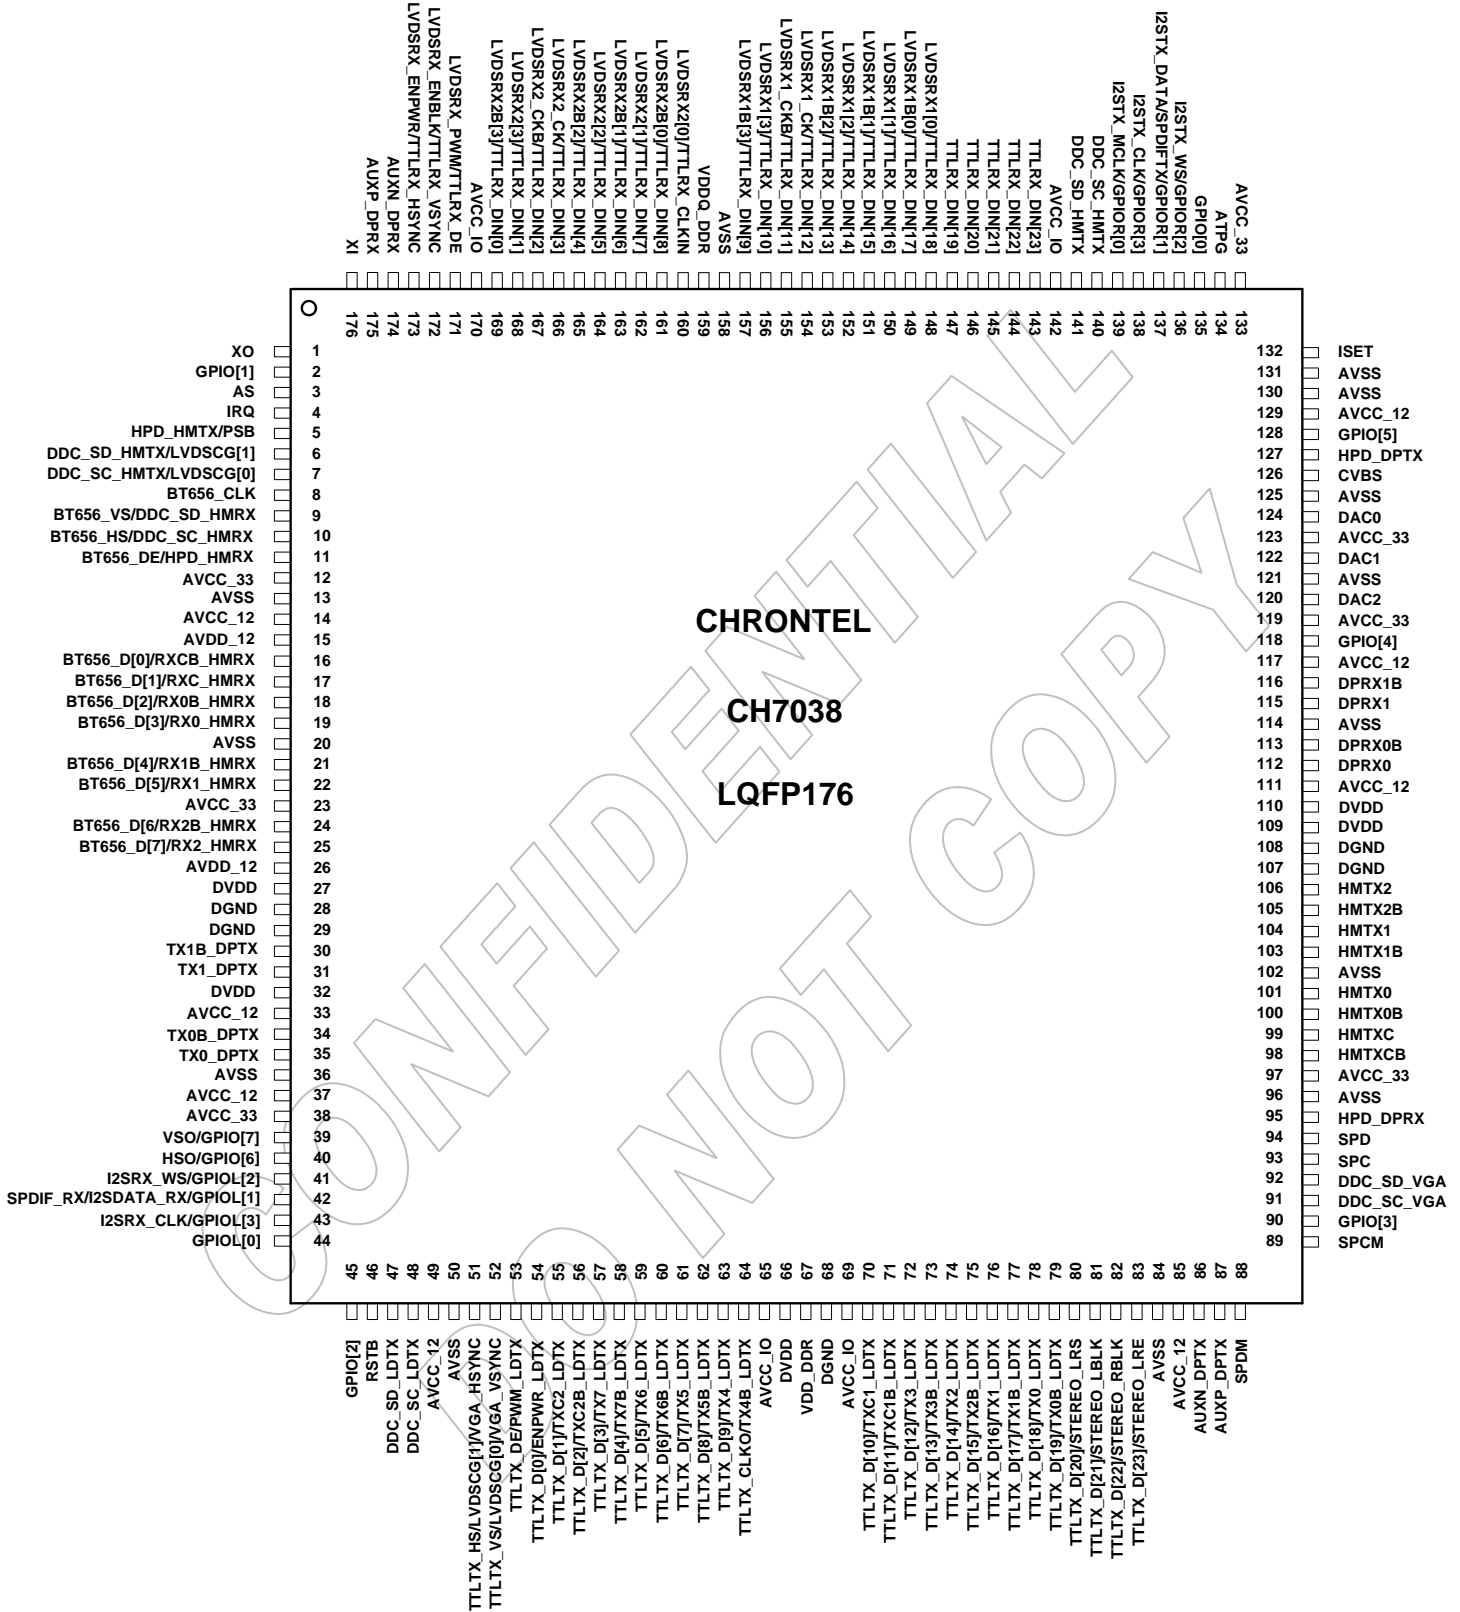 XI
AUXP_DPRX
AUXN_DPRX
LVDSRX_ENPWR/TTLRX_HSYNC
LVDSRX_ENBLK/TTLRX_VSYNC
LVDSRX_PWM/TTLRX_DE
AVCC_IO
LVDSRX2B[3]/TTLRX_DIN[0]
LVDSRX2[3]/TTLRX_DIN[1]
LVDSRX2_CKB/TTLRX_DIN[2]
LVDSRX2_CK/TTLRX_DIN[3]
LVDSRX2B[2]/TTLRX_DIN[4]
LVDSRX2[2]/TTLRX_DIN[5]
LVDSRX2B[1]/TTLRX_DIN[6]
LVDSRX2[1]/TTLRX_DIN[7]
LVDSRX2B[0]/TTLRX_DIN[8]
LVDSRX2[0]/TTLRX_CLKIN
VDDQ_DDR
AVSS
LVDSRX1B[3]/TTLRX_DIN[9]
LVDSRX1[3]/TTLRX_DIN[10]
LVDSRX1_CKB/TTLRX_DIN[11]
LVDSRX1_CK/TTLRX_DIN[12]
LVDSRX1B[2]/TTLRX_DIN[13]
LVDSRX1[2]/TTLRX_DIN[14]
LVDSRX1B[1]/TTLRX_DIN[15]
LVDSRX1[1]/TTLRX_DIN[16]
LVDSRX1B[0]/TTLRX_DIN[17]
LVDSRX1[0]/TTLRX_DIN[18]
TTLRX_DIN[19]
TTLRX_DIN[20]
TTLRX_DIN[21]
TTLRX_DIN[22]
TTLRX_DIN[23]
AVCC_IO
DDC_SD_HMTX
DDC_SC_HMTX
I2STX_MCLK/GPIOR[0]
I2STX_CLK/GPIOR[3]
I2STX_DATA/SPDIFTX/GPIOR[1]
I2STX_WS/GPIOR[2]
GPIO[0]
ATPG
AVCC_33
176
175
174
173
172
171
170
169
168
167
166
165
164
163
162
161
160
159
158
157
156
155
154
153
152
151
150
149
148
147
146
145
144
143
142
141
140
139
138
137
136
135
134
133
XO 1
GPIO[1] 2
AS 3
IRQ 4
HPD_HMTX/PSB 5
DDC_SD_HMTX/LVDSCG[1] 6
DDC_SC_HMTX/LVDSCG[0] 7
BT656_CLK 8
BT656_VS/DDC_SD_HMRX 9
BT656_HS/DDC_SC_HMRX 10
BT656_DE/HPD_HMRX 11
AVCC_33 12
AVSS 13
AVCC_12 14
AVDD_12 15
BT656_D[0]/RXCB_HMRX 16
BT656_D[1]/RXC_HMRX 17
BT656_D[2]/RX0B_HMRX 18
BT656_D[3]/RX0_HMRX 19
AVSS 20
BT656_D[4]/RX1B_HMRX 21
BT656_D[5]/RX1_HMRX 22
AVCC_33 23
BT656_D[6/RX2B_HMRX 24
BT656_D[7]/RX2_HMRX 25
AVDD_12 26
DVDD 27
DGND 28
DGND 29
TX1B_DPTX 30
TX1_DPTX 31
DVDD 32
AVCC_12 33
TX0B_DPTX 34
TX0_DPTX 35
AVSS 36
AVCC_12 37
AVCC_33 38
VSO/GPIO[7] 39
HSO/GPIO[6] 40
I2SRX_WS/GPIOL[2] 41
SPDIF_RX/I2SDATA_RX/GPIOL[1] 42
I2SRX_CLK/GPIOL[3] 43
GPIOL[0] 44
CHRONTEL
CH7038
LQFP176
CONFIDENTIAL
DO NOT COPY
132 ISET
131 AVSS
130 AVSS
129 AVCC_12
128 GPIO[5]
127 HPD_DPTX
126 CVBS
125 AVSS
124 DAC0
123 AVCC_33
122 DAC1
121 AVSS
120 DAC2
119 AVCC_33
118 GPIO[4]
117 AVCC_12
116 DPRX1B
115 DPRX1
114 AVSS
113 DPRX0B
112 DPRX0
111 AVCC_12
110 DVDD
109 DVDD
108 DGND
107 DGND
106 HMTX2
105 HMTX2B
104 HMTX1
103 HMTX1B
102 AVSS
101 HMTX0
100 HMTX0B
99 HMTXC
98 HMTXCB
97 AVCC_33
96 AVSS
95 HPD_DPRX
94 SPD
93 SPC
92 DDC_SD_VGA
91 DDC_SC_VGA
90 GPIO[3]
89 SPCM
45
46
47
48
49
50
51
52
53
54
55
56
57
58
59
60
61
62
63
64
65
66
67
68
69
70
71
72
73
74
75
76
77
78
79
80
81
82
83
84
85
86
87
88
GPIO[2]
RSTB
DDC_SD_LDTX
DDC_SC_LDTX
AVCC_12
AVSS
TTLTX_HS/LVDSCG[1]/VGA_HSYNC
TTLTX_VS/LVDSCG[0]/VGA_VSYNC
TTLTX_DE/PWM_LDTX
TTLTX_D[0]/ENPWR_LDTX
TTLTX_D[1]/TXC2_LDTX
TTLTX_D[2]/TXC2B_LDTX
TTLTX_D[3]/TX7_LDTX
TTLTX_D[4]/TX7B_LDTX
TTLTX_D[5]/TX6_LDTX
TTLTX_D[6]/TX6B_LDTX
TTLTX_D[7]/TX5_LDTX
TTLTX_D[8]/TX5B_LDTX
TTLTX_D[9]/TX4_LDTX
TTLTX_CLKO/TX4B_LDTX
AVCC_IO
DVDD
VDD_DDR
DGND
AVCC_IO
TTLTX_D[10]/TXC1_LDTX
TTLTX_D[11]/TXC1B_LDTX
TTLTX_D[12]/TX3_LDTX
TTLTX_D[13]/TX3B_LDTX
TTLTX_D[14]/TX2_LDTX
TTLTX_D[15]/TX2B_LDTX
TTLTX_D[16]/TX1_LDTX
TTLTX_D[17]/TX1B_LDTX
TTLTX_D[18]/TX0_LDTX
TTLTX_D[19]/TX0B_LDTX
TTLTX_D[20]/STEREO_LRS
TTLTX_D[21]/STEREO_LBLK
TTLTX_D[22]/STEREO_RBLK
TTLTX_D[23]/STEREO_LRE
AVSS
AVCC_12
AUXN_DPTX
AUXP_DPTX
SPDM